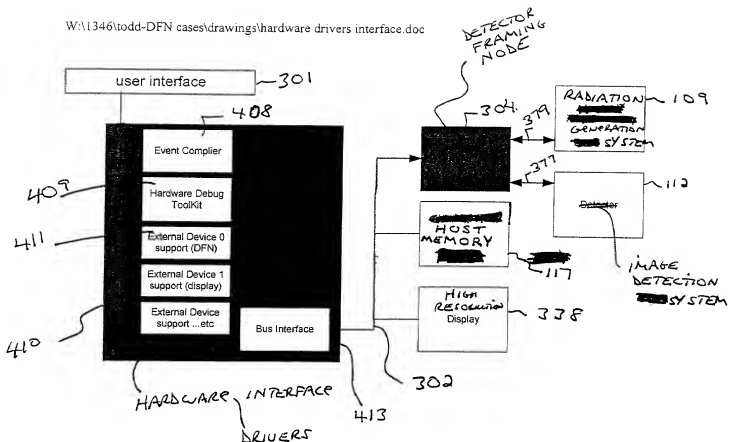 W:\1346\todd-DFN cases\drawings\hardware drivers interface.doc
DETECTOR
FRAMING
NODE
user interface
301
408
304
379
RADIATION
GENERATION
SYSTEM
109
Event Complier
377
409
Hardware Debug
ToolKit
Detector
112
411
External Device 0
support (DFN)
HOST
MEMORY
117
IMAGE
DETECTION
SYSTEM
External Device 1
support (display)
HIGH
RESOLUTION
Display
338
External Device
support ...etc
Bus Interface
410
302
HARDWARE INTERFACE
DRIVERS
413